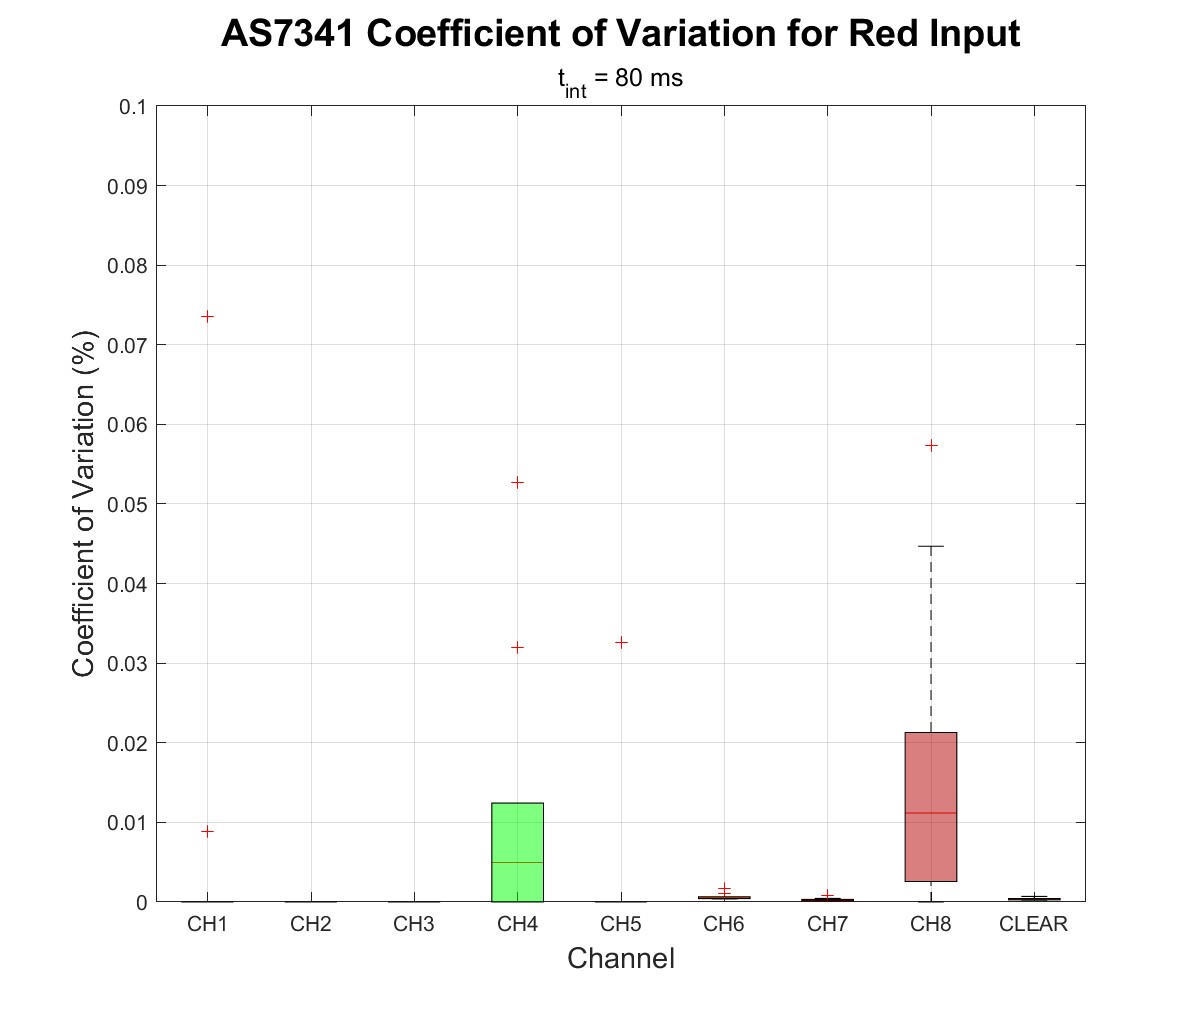 AS7341 Coefficient of Variation for Red Input
t_int = 80 ms
0.1
0.09
0.08
0.07
0.06
0.05
0.04
0.03
0.02
0.01
0
Coefficient of Variation (%)
CH1 CH2 CH3 CH4 CH5 CH6 CH7 CH8 CLEAR
Channel